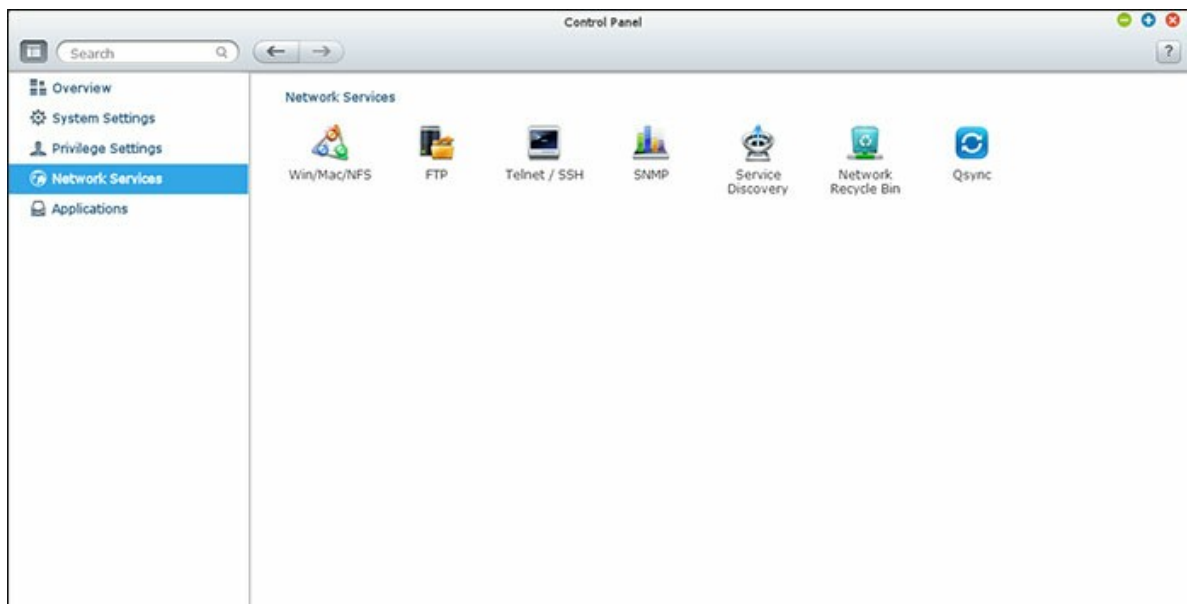 Control Panel
Search
?
Overview
System Settings
Privilege Settings
Network Services
Applications
Network Services
Win/Mac/NFS
FTP
Telnet / SSH
SNMP
Service
Discovery
Network
Recycle Bin
Qsync